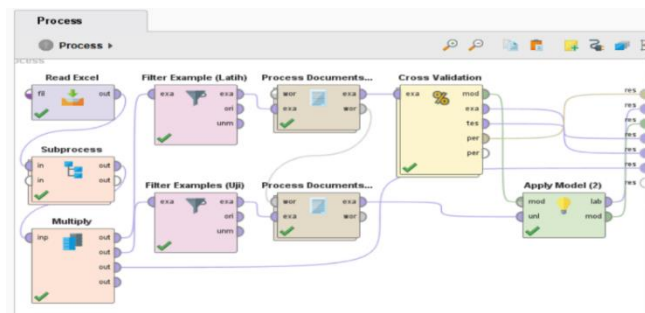 Process
Process
Read Excel
fil
out
Filter Example (Latih)
exa
exa
ori
unm
Process Documents...
wor
exa
exa
wor
Cross Validation
exa
mod
exa
tes
per
per
res
res
res
res
res
res
Subprocess
in
out
in
out
Multiply
inp
out
out
out
out
Filter Examples (Uji)
exa
exa
ori
unm
Process Documents...
wor
exa
exa
wor
Apply Model (2)
mod
lab
unl
mod